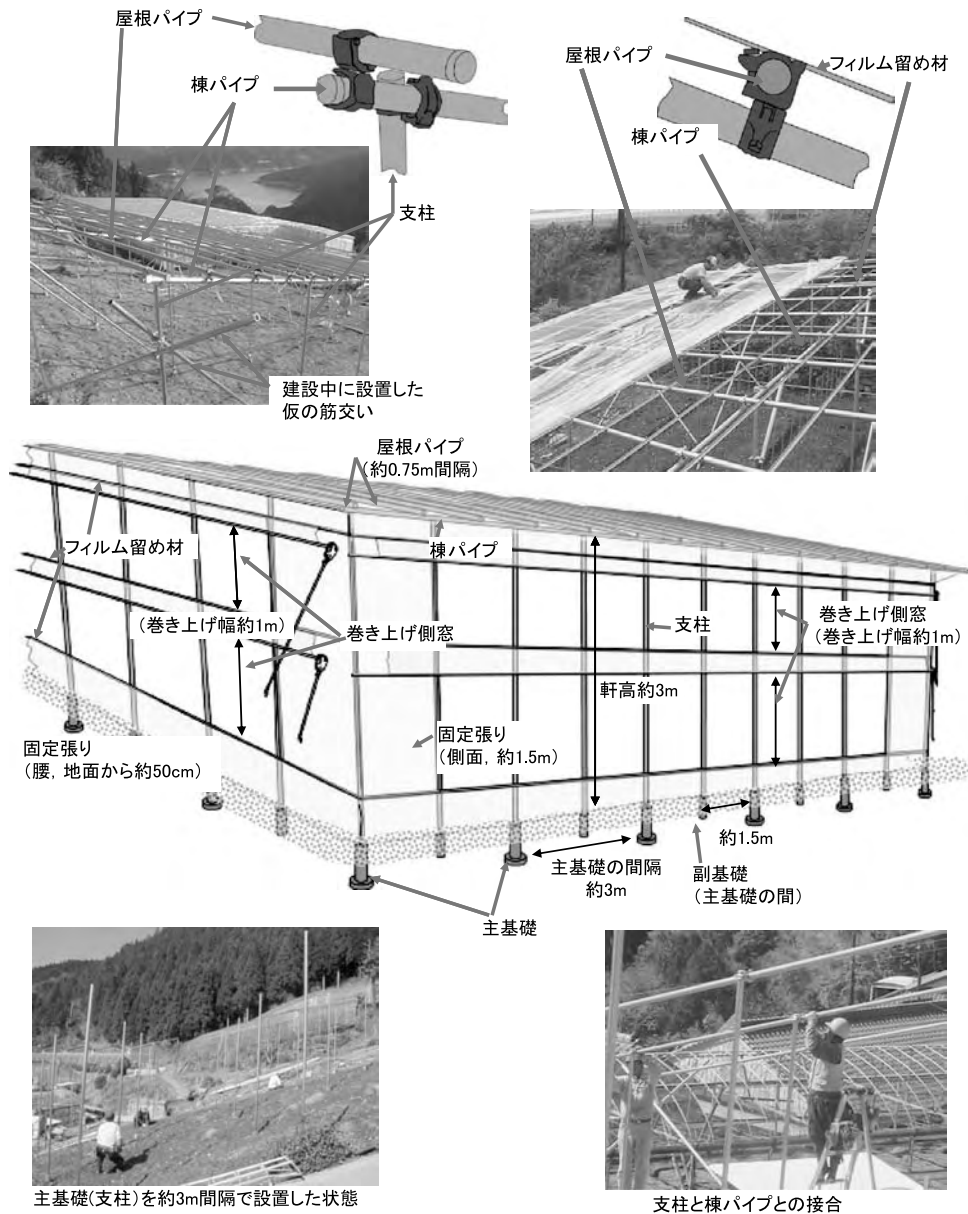 屋根パイプ
棟パイプ
支柱
建設中に設置した
仮の筋交い
屋根パイプ
フィルム留め材
棟パイプ
屋根パイプ
(約0.75m間隔)
フィルム留め材
棟パイプ
(巻き上げ幅約1m)
巻き上げ側窓
支柱
巻き上げ側窓
(巻き上げ幅約1m)
軒高約3m
固定張り
(腰, 地面から約50cm)
固定張り
(側面, 約1.5m)
約1.5m
主基礎の間隔
約3m
副基礎
(主基礎の間)
主基礎
主基礎(支柱)を約3m間隔で設置した状態
支柱と棟パイプとの接合